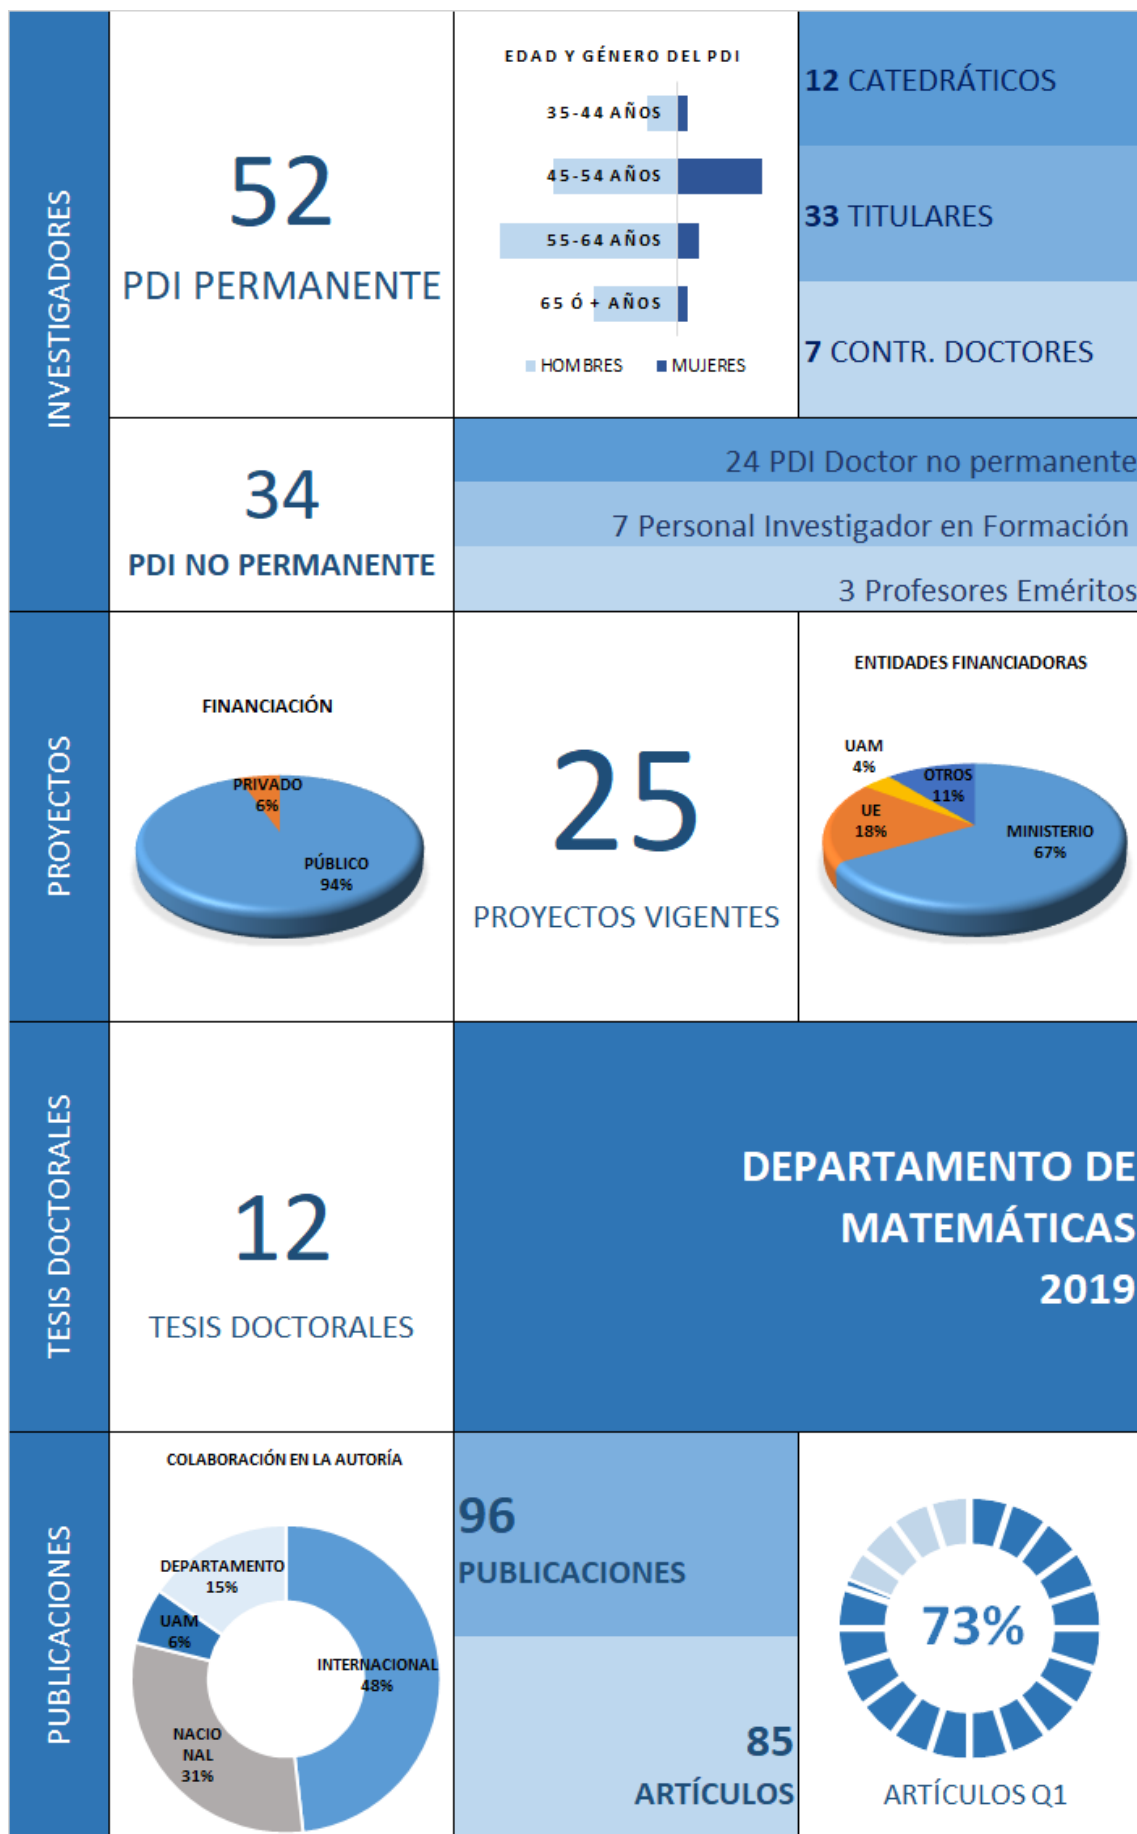 INVESTIGADORES
52
PDI PERMANENTE
EDAD Y GÉNERO DEL PDI
35-44 AÑOS
45-54 AÑOS
55-64 AÑOS
65 Ó + AÑOS
HOMBRES
MUJERES
12 CATEDRÁTICOS
33 TITULARES
7 CONTR. DOCTORES
34
PDI NO PERMANENTE
24 PDI Doctor no permanente
7 Personal Investigador en Formación
3 Profesores Eméritos
PROYECTOS
FINANCIACIÓN
PRIVADO
6%
PÚBLICO
94%
25
PROYECTOS VIGENTES
ENTIDADES FINANCIADORAS
UAM
4%
OTROS
11%
UE
18%
MINISTERIO
67%
TESIS DOCTORALES
12
TESIS DOCTORALES
DEPARTAMENTO DE
MATEMÁTICAS
2019
PUBLICACIONES
COLABORACIÓN EN LA AUTORÍA
DEPARTAMENTO
15%
UAM
6%
INTERNACIONAL
48%
NACIO
NAL
31%
96
PUBLICACIONES
85
ARTÍCULOS
73%
ARTÍCULOS Q1